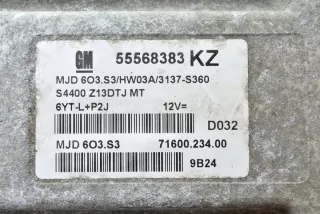 GM 55568383 KZ
MJD 6O3.S3/HW03A/3137-S360
S4400 Z13DTJ MT
6YT-L+P2J 12V=
D032
MJD 6O3.S3 71600.234.00
9B24